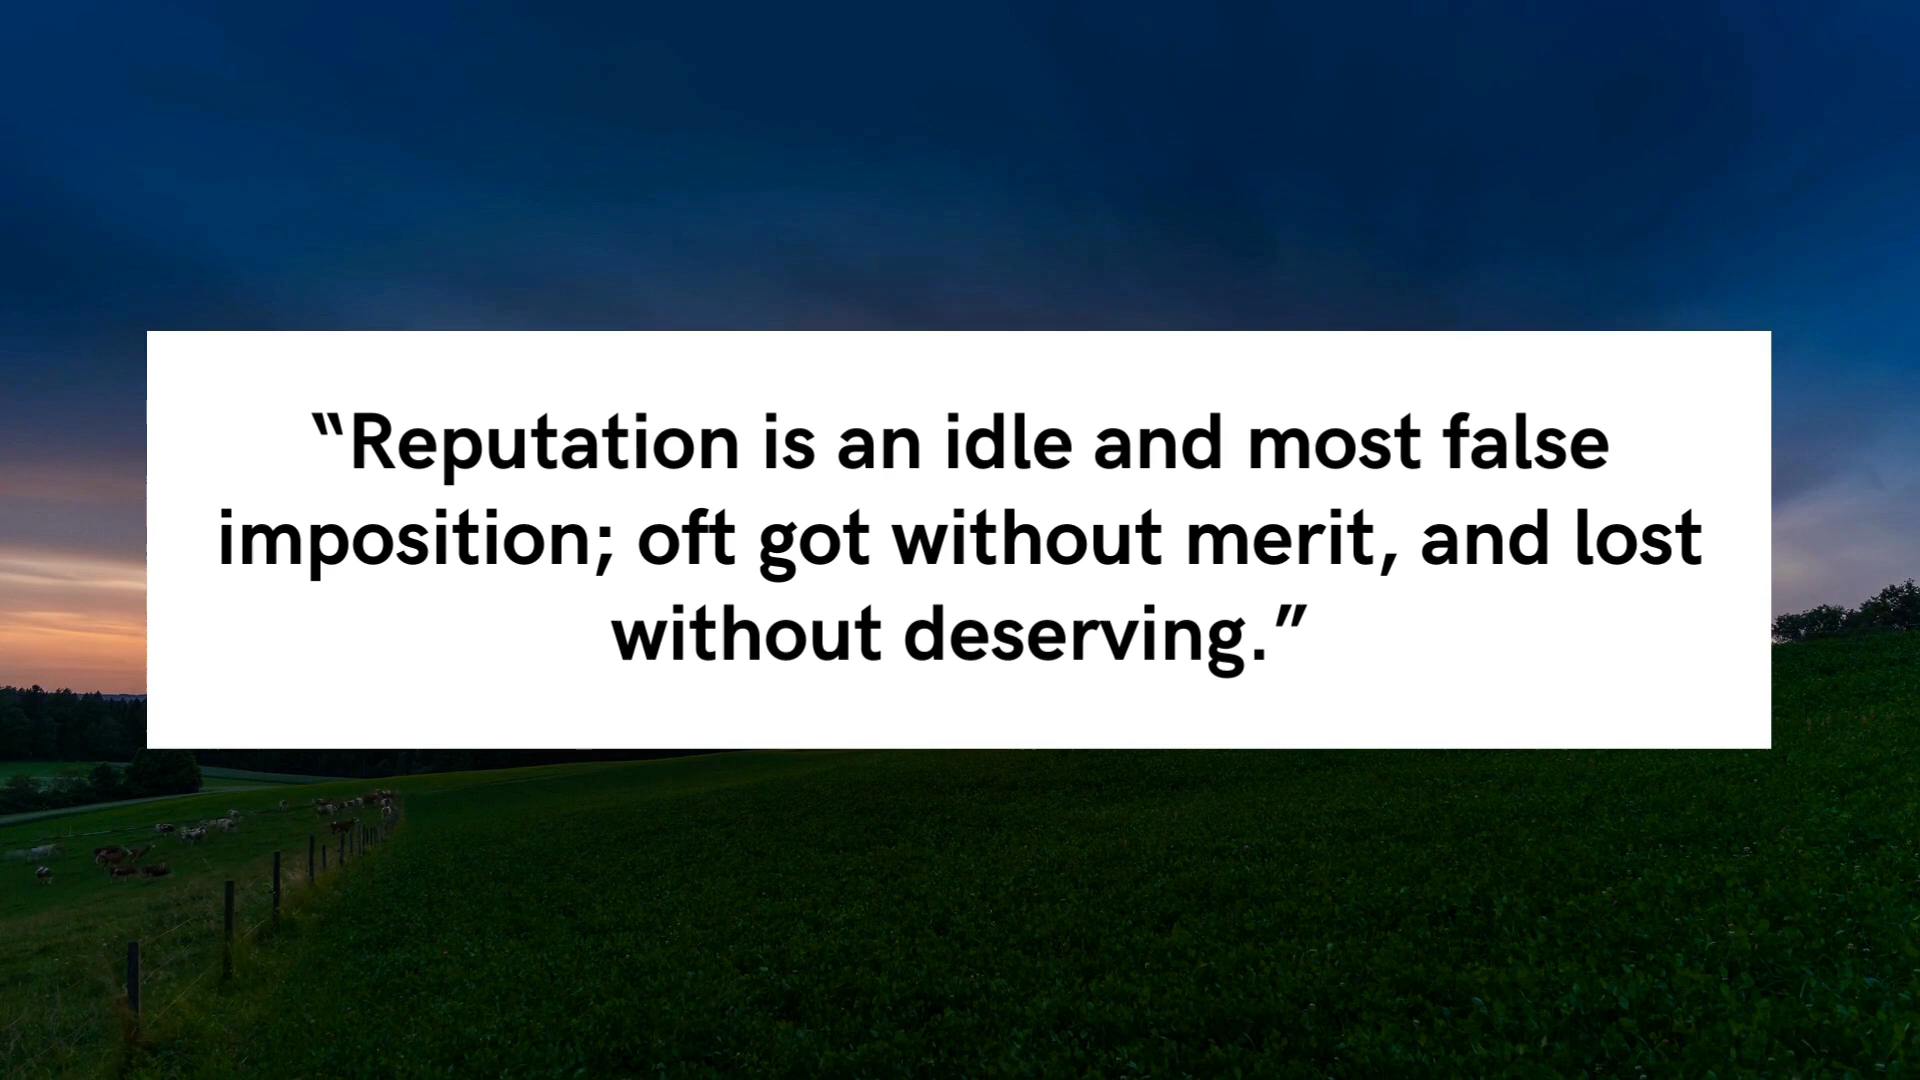 “Reputation is an idle and most false
imposition; oft got without merit, and lost
without deserving.”